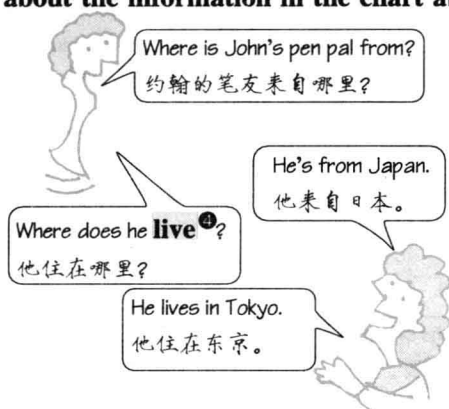 about the information in the chart a
Where is John's pen pal from?
约翰的笔友来自哪里？
He's from Japan.
他来自日本。
Where does he live❹?
他住在哪里？
He lives in Tokyo.
他住在东京。